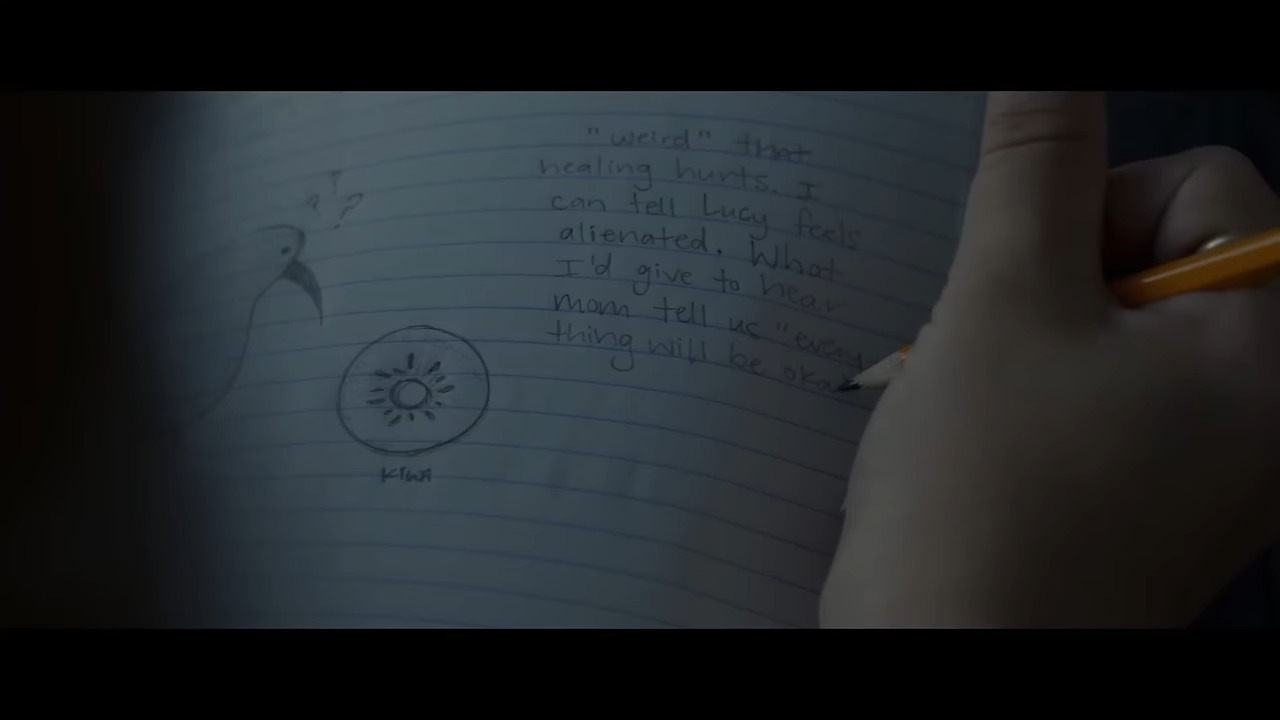 ? ? ?
"weird" that
healing hurts. I
can tell Lucy feels
alienated. What
I'd give to hear
mom tell us "every
thing will be oka
Kiwi